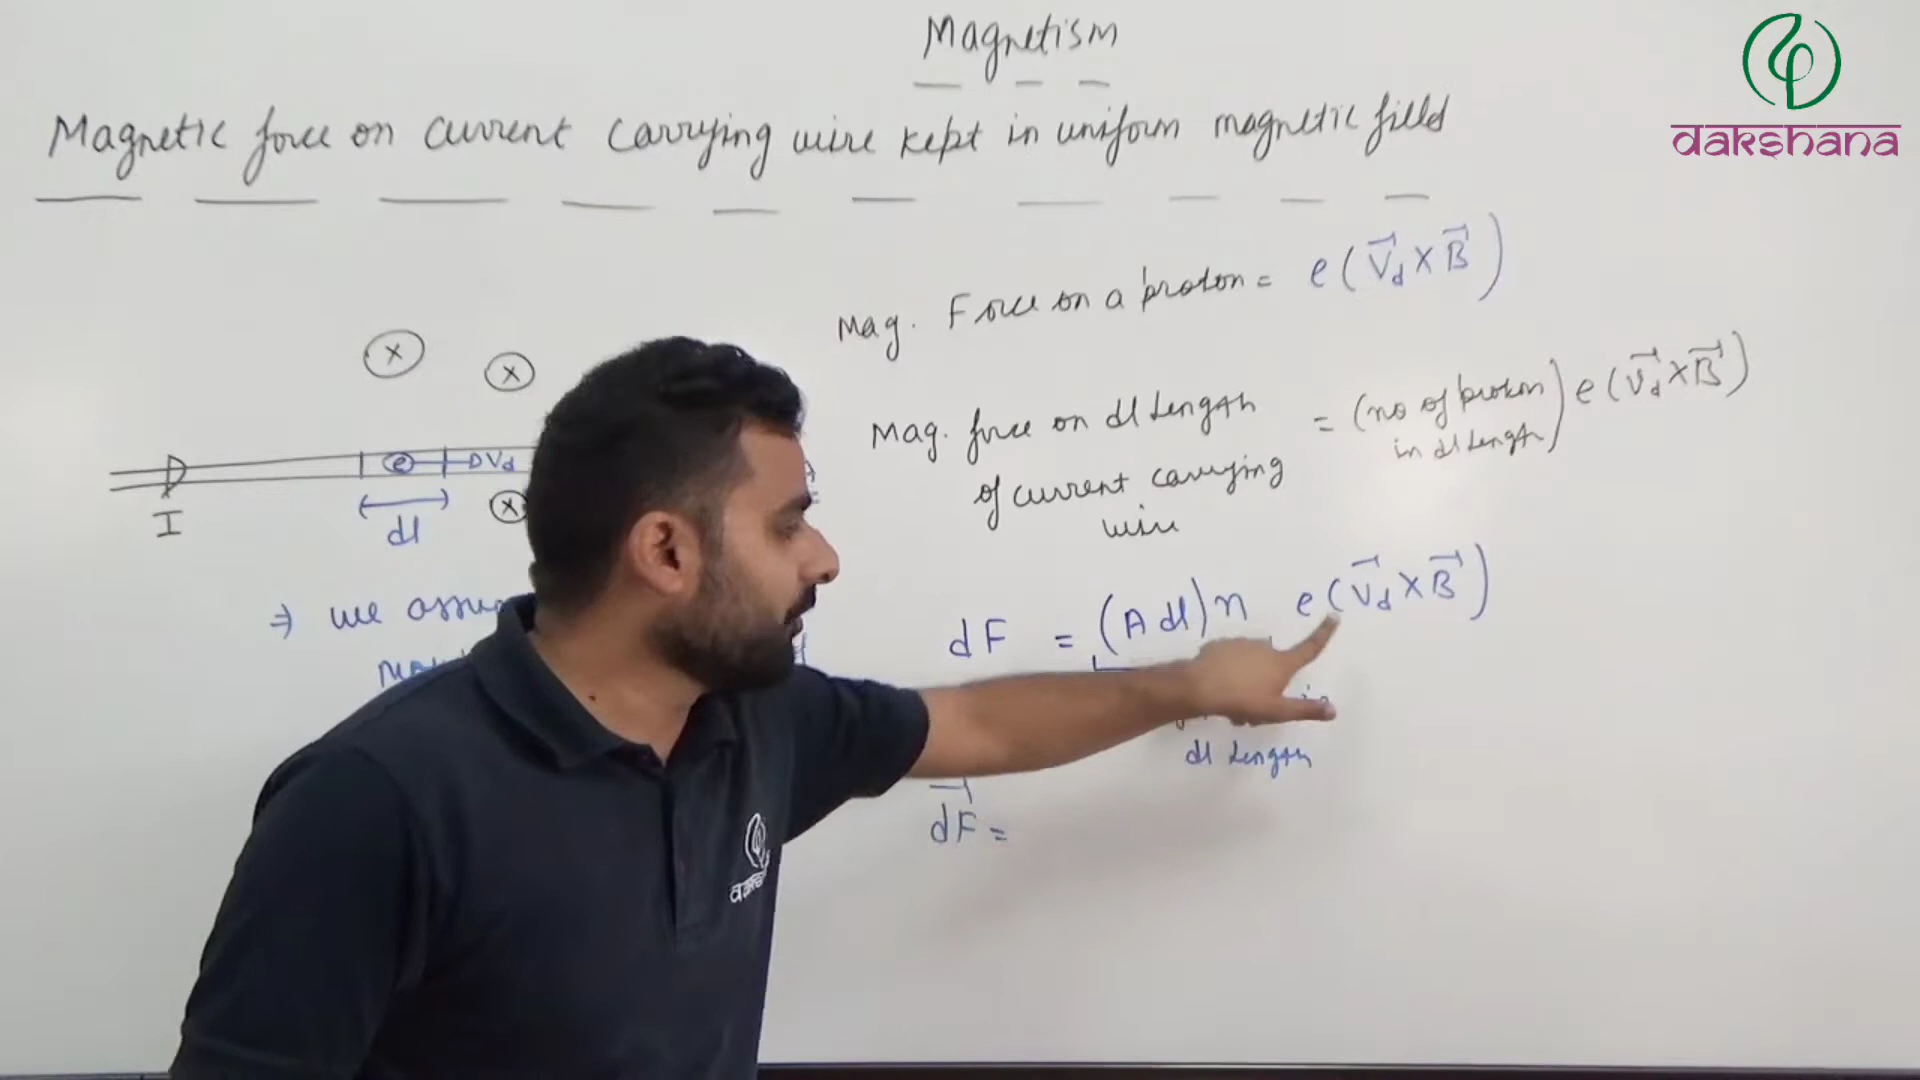 Magnetism
dakshana
Magnetic force on current carrying wire kept in uniform magnetic field
Mag. Force on a proton = e(V⃗d × B⃗)
Mag. force on dl length
of current carrying
wire
= (no of proton
in dl length) e(V⃗d × B⃗)
I
e Vd
dl
⇒ we
dF = (A dl) n e(V⃗d × B⃗)
in
dl length
d⃗F =